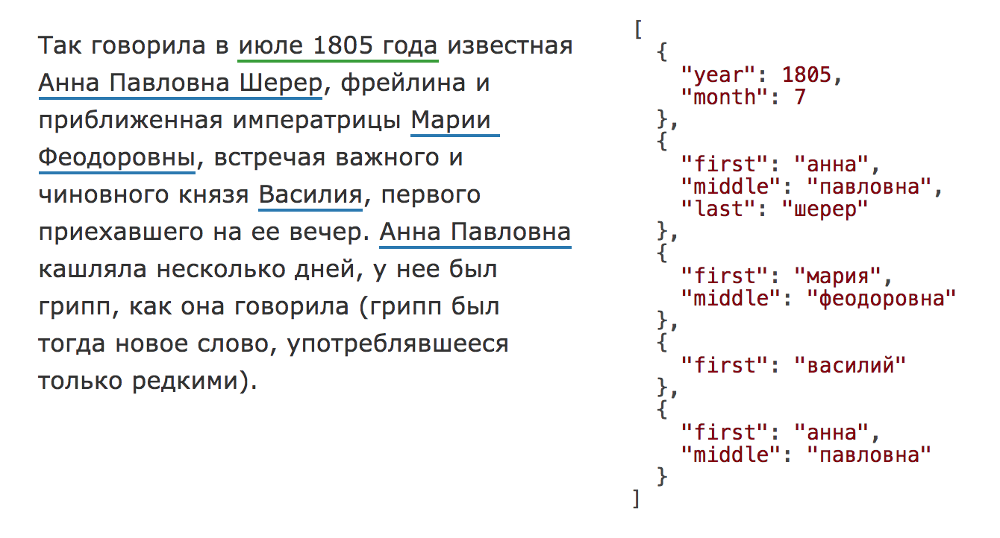 Так говорила в июле 1805 года известная
Анна Павловна Шерер, фрейлина и
приближенная императрицы Марии
Феодоровны, встречая важного и
чиновного князя Василия, первого
приехавшего на ее вечер. Анна Павловна
кашляла несколько дней, у нее был
грипп, как она говорила (грипп был
тогда новое слово, употреблявшееся
только редкими).
[
  {
    "year": 1805,
    "month": 7
  },
  {
    "first": "анна",
    "middle": "павловна",
    "last": "шерер"
  },
  {
    "first": "мария",
    "middle": "феодоровна"
  },
  {
    "first": "василий"
  },
  {
    "first": "анна",
    "middle": "павловна"
  }
]